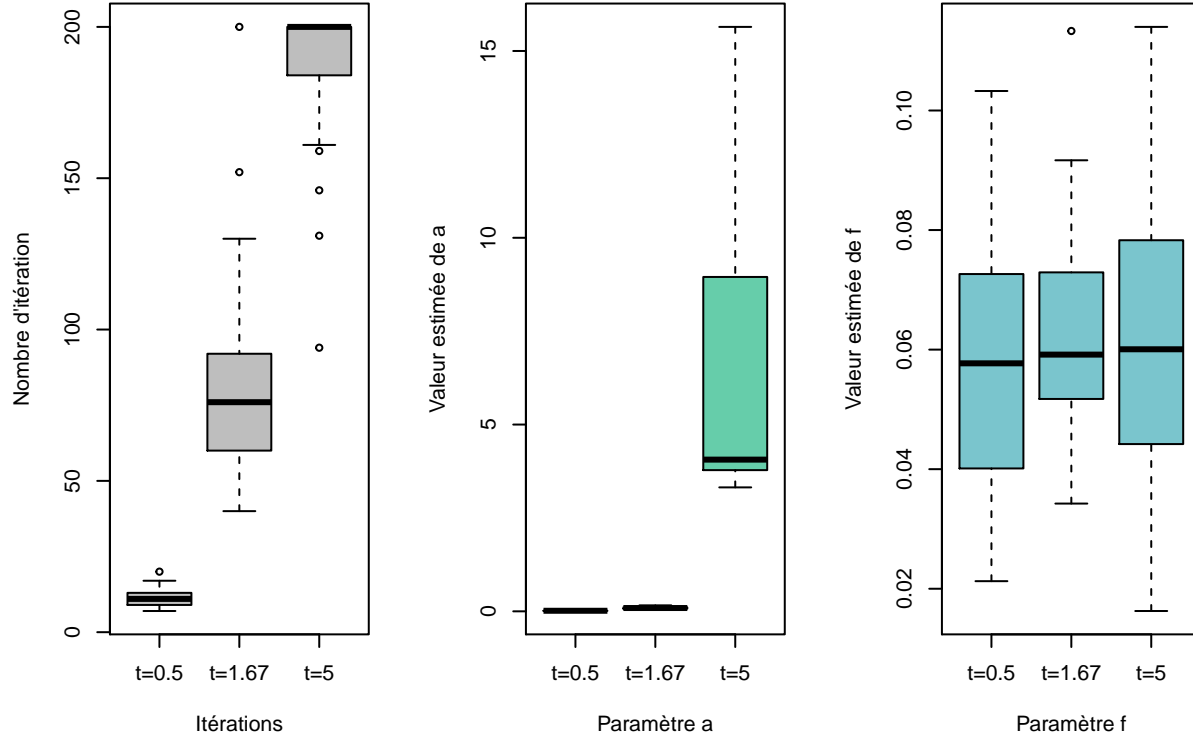 Nombre d'itération
200
150
100
50
0
t=0.5 t=1.67 t=5
Itérations
Valeur estimée de a
15
10
5
0
t=0.5 t=1.67 t=5
Paramètre a
Valeur estimée de f
0.10
0.08
0.06
0.04
0.02
t=0.5 t=1.67 t=5
Paramètre f